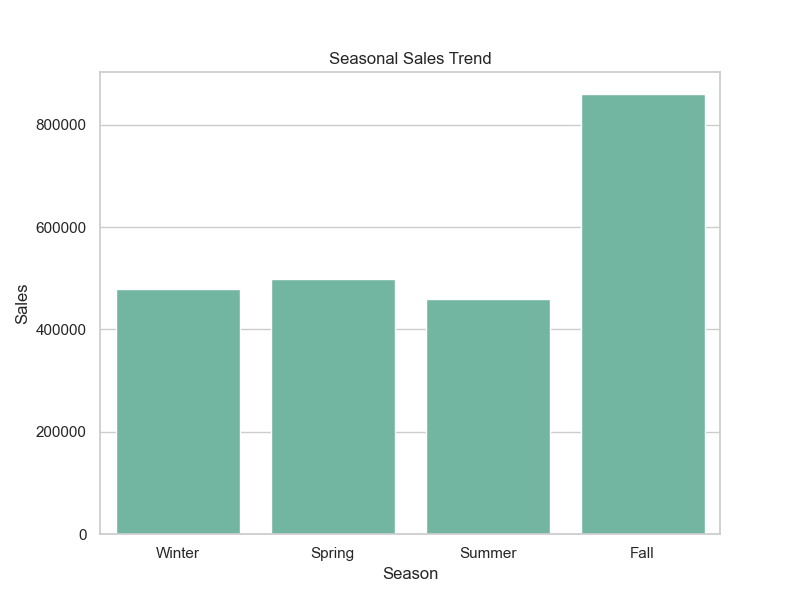 Seasonal Sales Trend
800000
600000
400000
200000
0
Sales
Winter Spring Summer Fall
Season